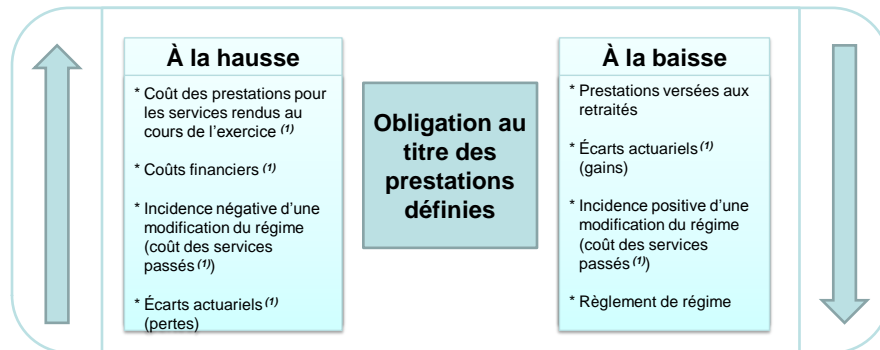 À la hausse
* Coût des prestations pour
les services rendus au
cours de l'exercice (1)
* Coûts financiers (1)
* Incidence négative d'une
modification du régime
(coût des services
passés (1))
* Écarts actuariels (1)
(pertes)
Obligation au
titre des
prestations
définies
À la baisse
* Prestations versées aux
retraités
* Écarts actuariels (1)
(gains)
* Incidence positive d'une
modification du régime
(coût des services
passés (1))
* Règlement de régime